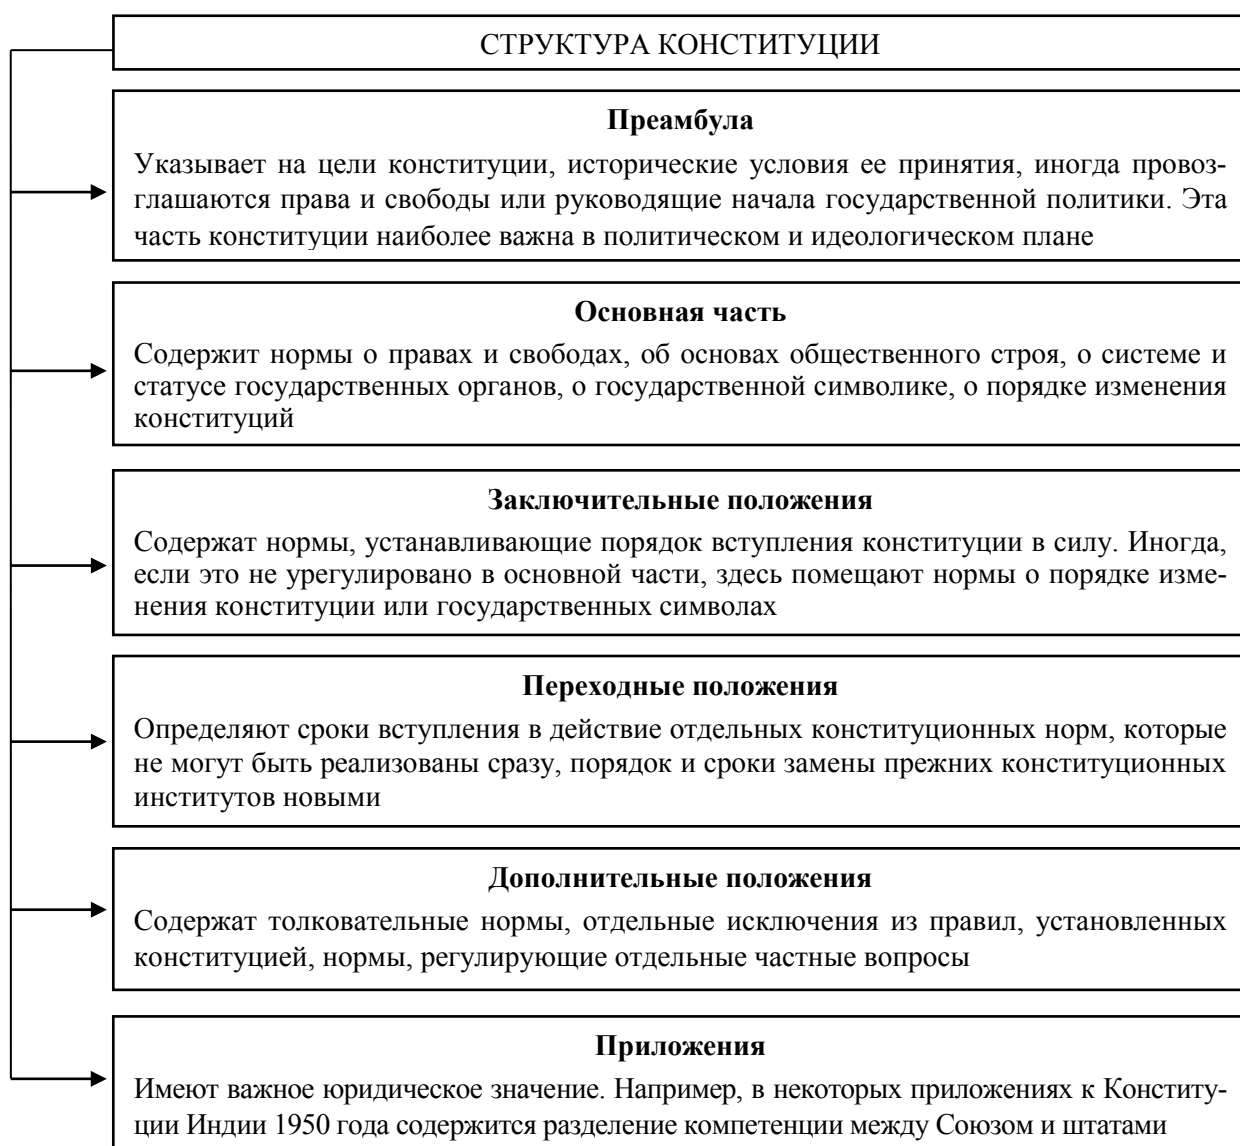 СТРУКТУРА КОНСТИТУЦИИ
Преамбула
Указывает на цели конституции, исторические условия ее принятия, иногда провоз-
глашаются права и свободы или руководящие начала государственной политики. Эта
часть конституции наиболее важна в политическом и идеологическом плане
Основная часть
Содержит нормы о правах и свободах, об основах общественного строя, о системе и
статусе государственных органов, о государственной символике, о порядке изменения
конституций
Заключительные положения
Содержат нормы, устанавливающие порядок вступления конституции в силу. Иногда,
если это не урегулировано в основной части, здесь помещают нормы о порядке изме-
нения конституции или государственных символах
Переходные положения
Определяют сроки вступления в действие отдельных конституционных норм, которые
не могут быть реализованы сразу, порядок и сроки замены прежних конституционных
институтов новыми
Дополнительные положения
Содержат толковательные нормы, отдельные исключения из правил, установленных
конституцией, нормы, регулирующие отдельные частные вопросы
Приложения
Имеют важное юридическое значение. Например, в некоторых приложениях к Конститу-
ции Индии 1950 года содержится разделение компетенции между Союзом и штатами